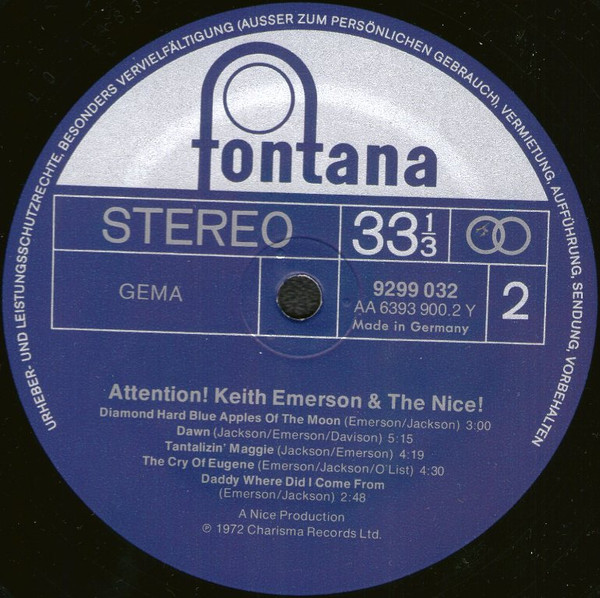 URHEBER- UND LEISTUNGSSCHUTZRECHTE, BESONDERS VERVIELFÄLTIGUNG (AUSSER ZUM PERSÖNLICHEN GEBRAUCH), VERMIETUNG, AUFFÜHRUNG, SENDUNG, VORBEHALTEN
fontana
STEREO
33 1/3
GEMA
9299 032
AA 6393 900.2 Y
Made in Germany
2
Attention! Keith Emerson & The Nice!
Diamond Hard Blue Apples Of The Moon (Emerson/Jackson) 3:00
Dawn (Jackson/Emerson/Davison) 5:15
Tantalizin' Maggie (Jackson/Emerson) 4:19
The Cry Of Eugene (Emerson/Jackson/O'List) 4:30
Daddy Where Did I Come From
(Emerson/Jackson) 2:48
A Nice Production
℗ 1972 Charisma Records Ltd.